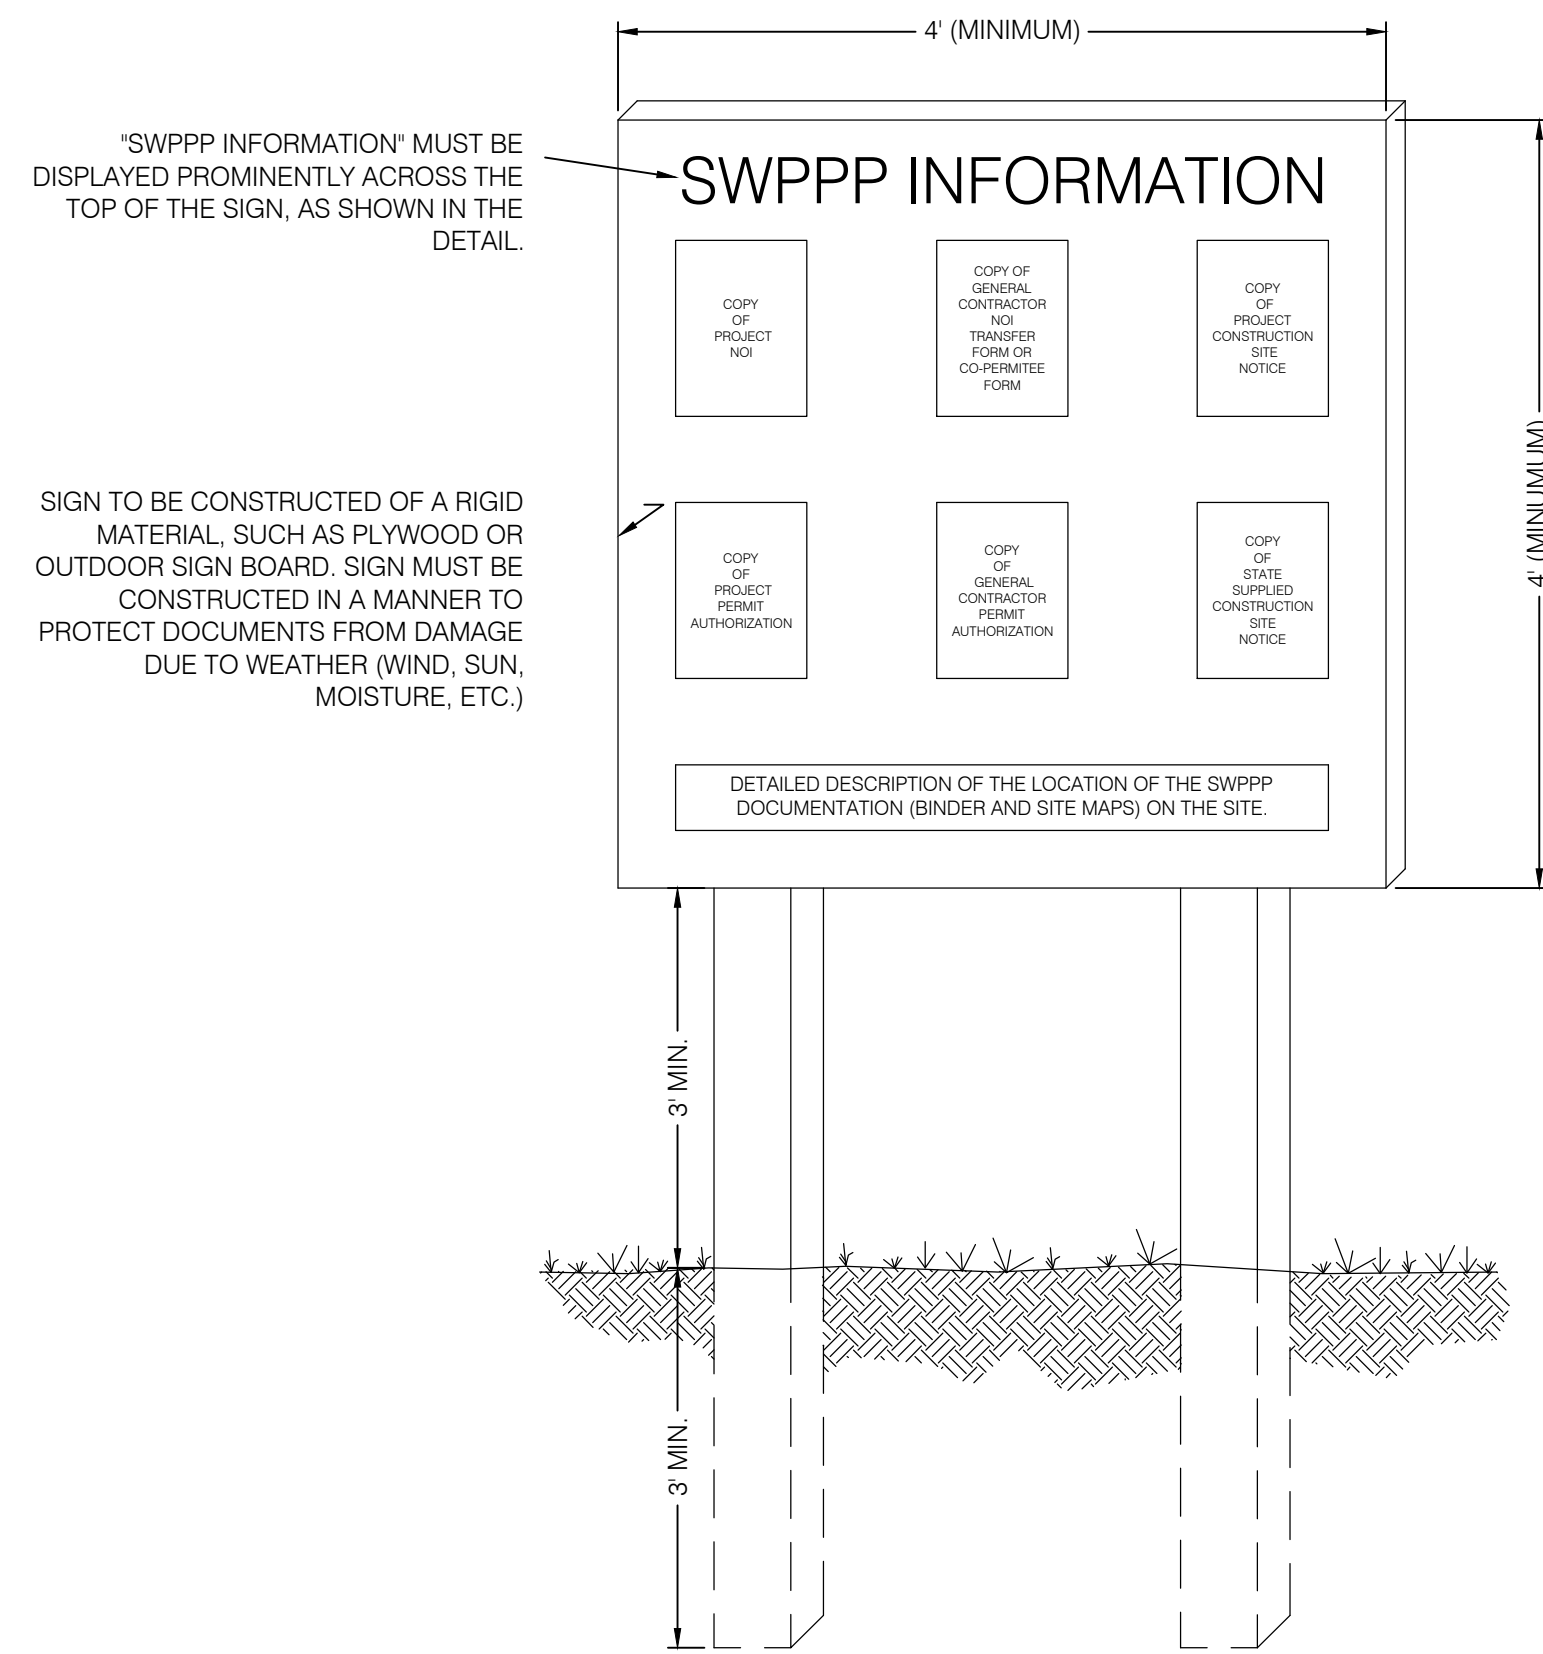 4' (MINIMUM)
"SWPPP INFORMATION" MUST BE
DISPLAYED PROMINENTLY ACROSS THE
TOP OF THE SIGN, AS SHOWN IN THE
DETAIL.
SWPPP INFORMATION
COPY
OF
PROJECT
NOI
COPY OF
GENERAL
CONTRACTOR
NOI
TRANSFER
FORM OR
CO-PERMITEE
FORM
COPY
OF
PROJECT
CONSTRUCTION
SITE
NOTICE
4' (MINUMUM)
SIGN TO BE CONSTRUCTED OF A RIGID
MATERIAL, SUCH AS PLYWOOD OR
OUTDOOR SIGN BOARD. SIGN MUST BE
CONSTRUCTED IN A MANNER TO
PROTECT DOCUMENTS FROM DAMAGE
DUE TO WEATHER (WIND, SUN,
MOISTURE, ETC.)
COPY
OF
PROJECT
PERMIT
AUTHORIZATION
COPY
OF
GENERAL
CONTRACTOR
PERMIT
AUTHORIZATION
COPY
OF
STATE
SUPPLIED
CONSTRUCTION
SITE
NOTICE
DETAILED DESCRIPTION OF THE LOCATION OF THE SWPPP
DOCUMENTATION (BINDER AND SITE MAPS) ON THE SITE.
3' MIN.
3' MIN.